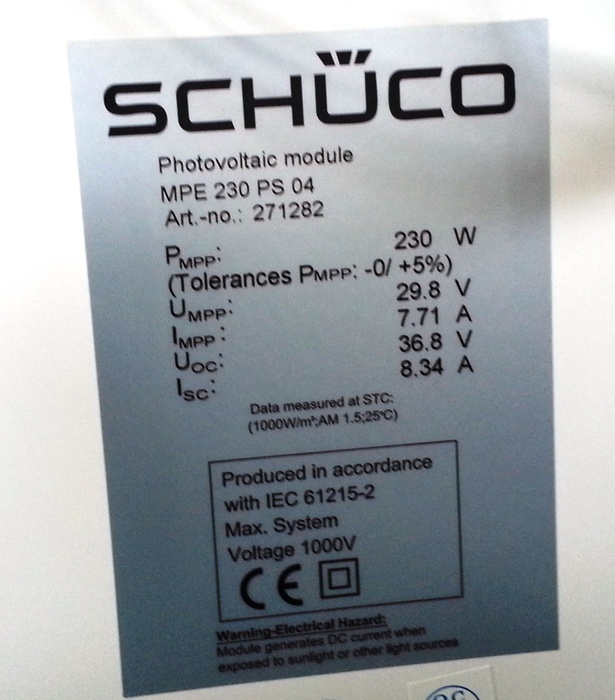 SCHÜCO
Photovoltaic module
MPE 230 PS 04
Art.-no.: 271282
PMPP: 230 W
(Tolerances PMPP: -0/ +5%)
UMPP: 29.8 V
IMPP: 7.71 A
UOC: 36.8 V
ISC: 8.34 A
Data measured at STC:
(1000W/m²;AM 1.5;25°C)
Produced in accordance
with IEC 61215-2
Max. System
Voltage 1000V
CE
Warning-Electrical Hazard:
Module generates DC current when
exposed to sunlight or other light sources